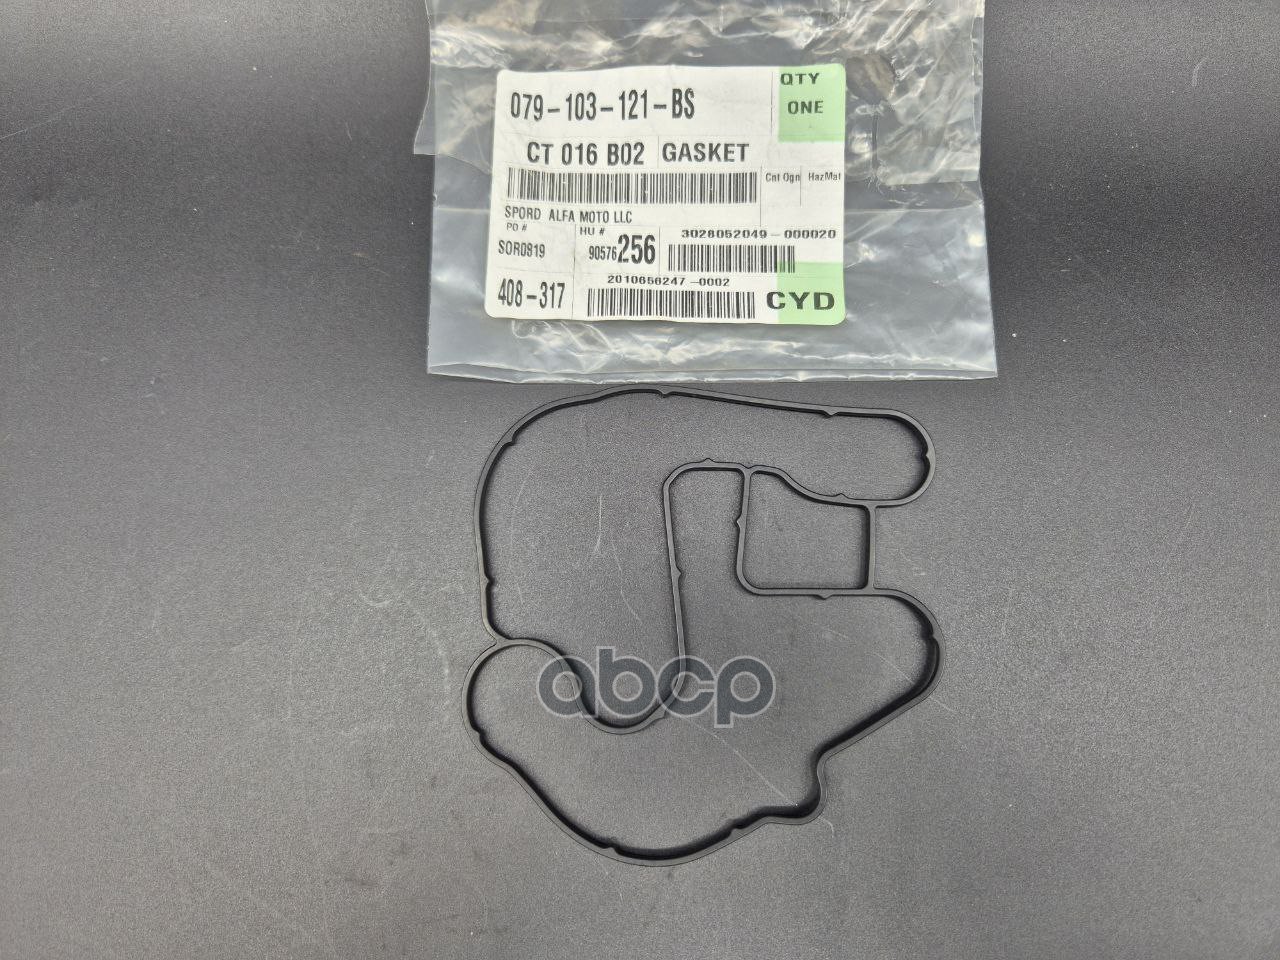 079-103-121-BS
QTY
ONE
CT 016 B02 GASKET
Cnt Ogn HazMat
SPORD ALFA MOTO LLC
PO #
SOR0819
HU #
90576256
3028052049-000020
2010656247-0002
408-317
CYD
abcp